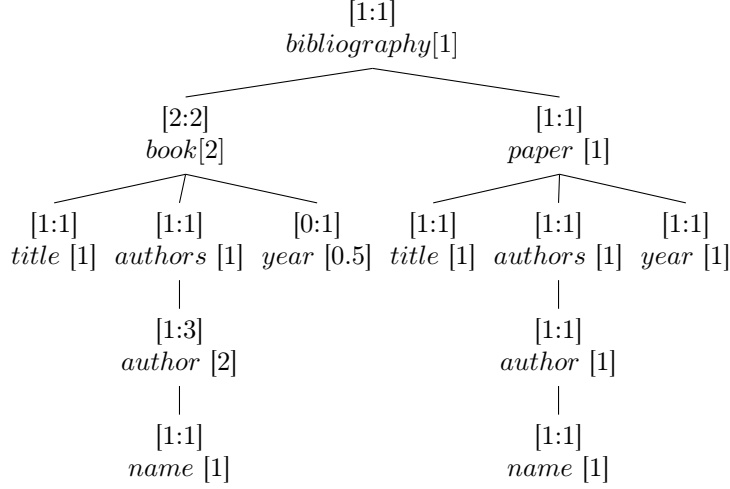 [1:1]
bibliography[1]
[2:2] [1:1]
book[2] paper [1]
[1:1] [1:1] [0:1] [1:1] [1:1] [1:1]
title [1] authors [1] year [0.5] title [1] authors [1] year [1]
[1:3] [1:1]
author [2] author [1]
[1:1] [1:1]
name [1] name [1]